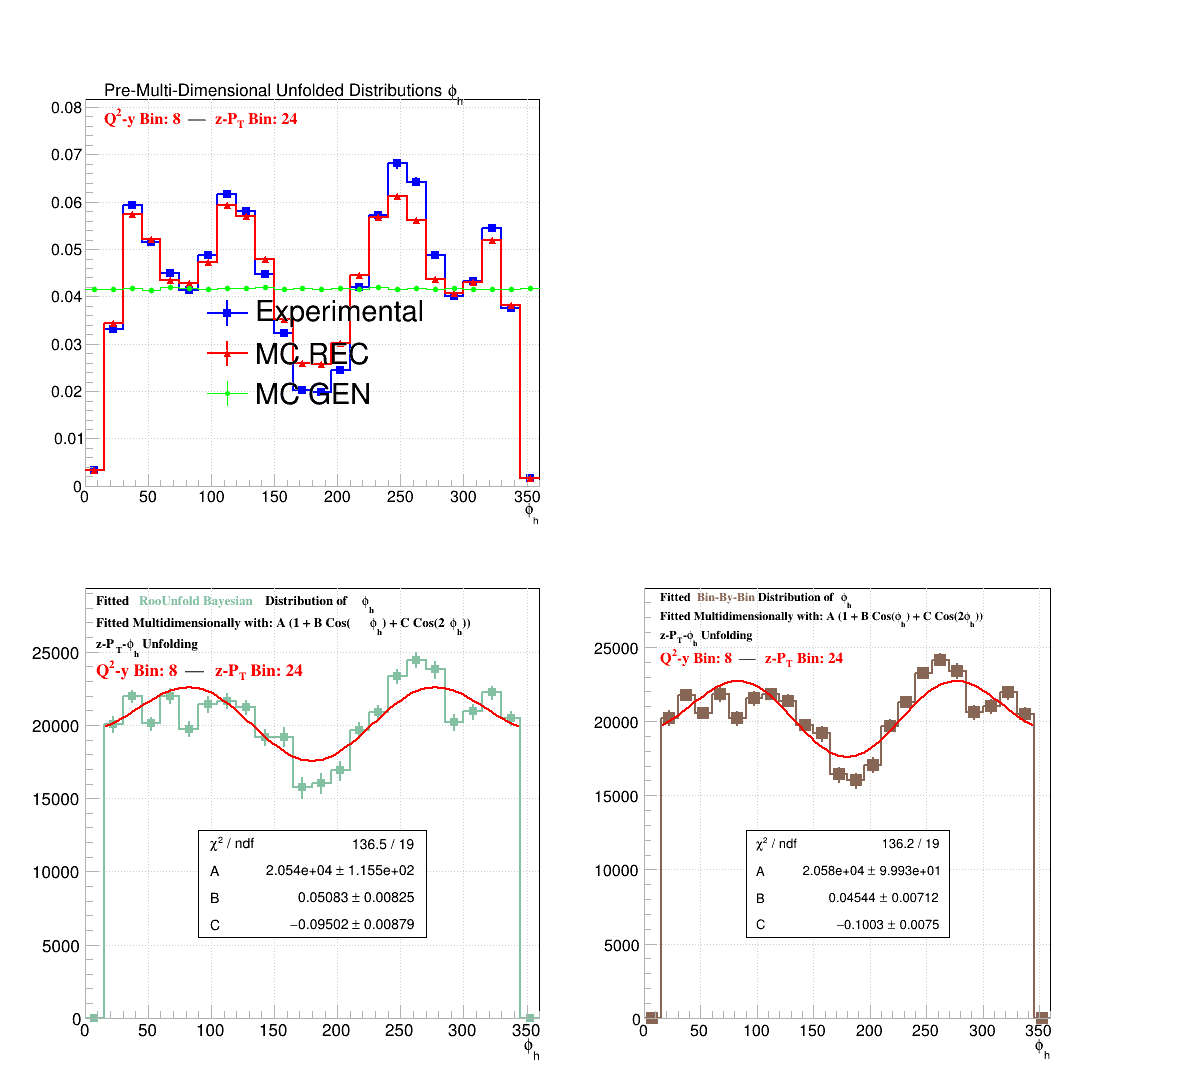 Pre-Multi-Dimensional Unfolded Distributions ϕh
Q2-y Bin: 8 — z-PT Bin: 24
0.08
0.07
0.06
0.05
0.04
0.03
0.02
0.01
0
Experimental
MC REC
MC GEN
0 50 100 150 200 250 300 350
ϕh
Fitted RooUnfold Bayesian Distribution of ϕh
Fitted Multidimensionally with: A (1 + B Cos( ϕh) + C Cos(2 ϕh))
z-PT-ϕh Unfolding
Q2-y Bin: 8 — z-PT Bin: 24
25000
20000
15000
10000
5000
0
χ2 / ndf 136.5 / 19
A 2.054e+04 ± 1.155e+02
B 0.05083 ± 0.00825
C −0.09502 ± 0.00879
0 50 100 150 200 250 300 350
ϕh
Fitted Bin-By-Bin Distribution of ϕh
Fitted Multidimensionally with: A (1 + B Cos(ϕh) + C Cos(2ϕh))
z-PT-ϕh Unfolding
Q2-y Bin: 8 — z-PT Bin: 24
25000
20000
15000
10000
5000
0
χ2 / ndf 136.2 / 19
A 2.058e+04 ± 9.993e+01
B 0.04544 ± 0.00712
C −0.1003 ± 0.0075
0 50 100 150 200 250 300 350
ϕh